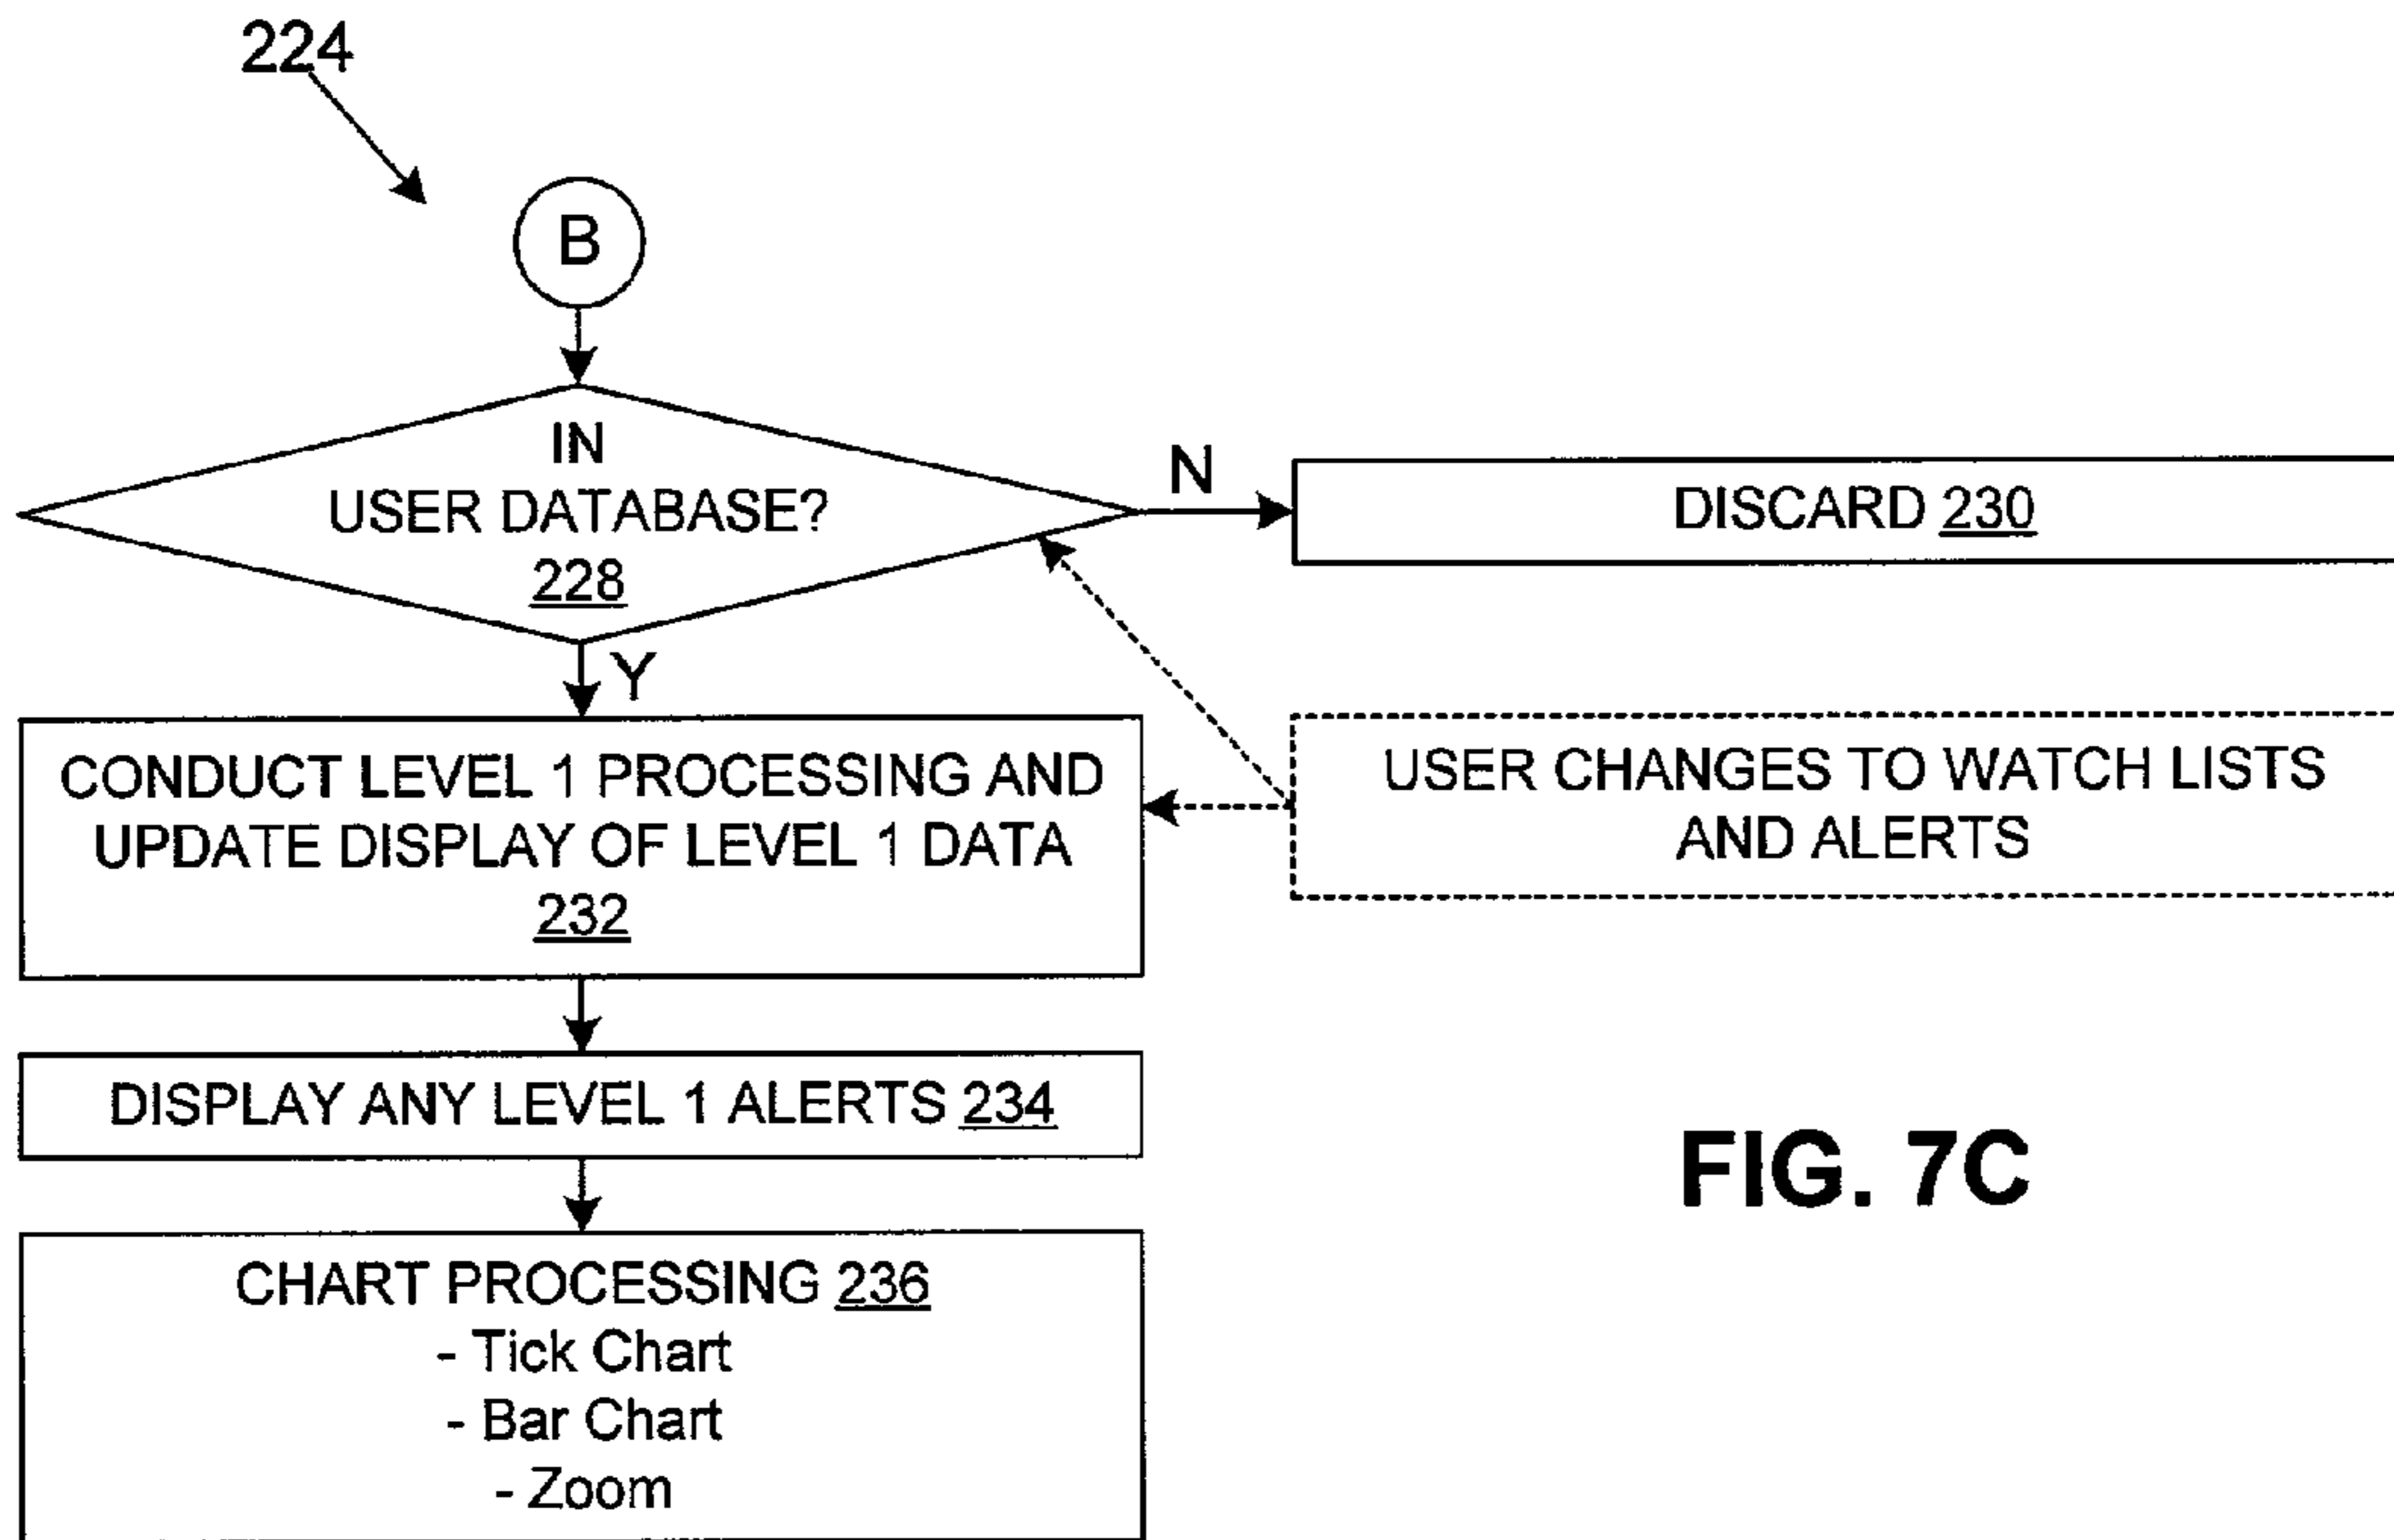 224
B
IN
USER DATABASE?
228
N
DISCARD 230
Y
CONDUCT LEVEL 1 PROCESSING AND
UPDATE DISPLAY OF LEVEL 1 DATA
232
USER CHANGES TO WATCH LISTS
AND ALERTS
DISPLAY ANY LEVEL 1 ALERTS 234
CHART PROCESSING 236
- Tick Chart
- Bar Chart
- Zoom
FIG. 7C